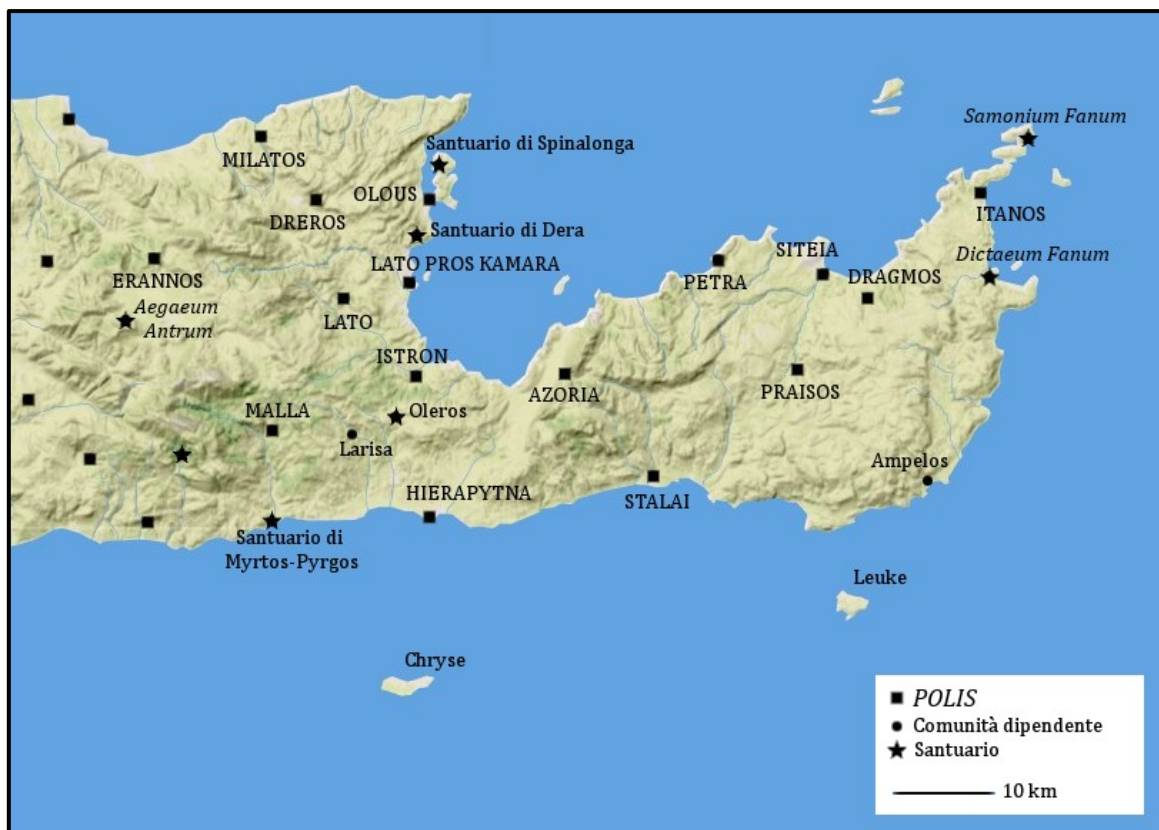 Samonium Fanum
MILATOS
Santuario di Spinalonga
OLOUS
DREROS
ITANOS
Santuario di Dera
SITEIA
Dictaeum Fanum
ERANNOS
LATO PROS KAMARA
PETRA
DRAGMOS
Aegaeum
Antrum
LATO
ISTRON
AZORIA
PRAISOS
MALLA
Oleros
Larisa
Ampelos
HIERAPYTNA
STALAI
Santuario di
Myrtos-Pyrgos
Leuke
Chryse
POLIS
Comunità dipendente
Santuario
10 km